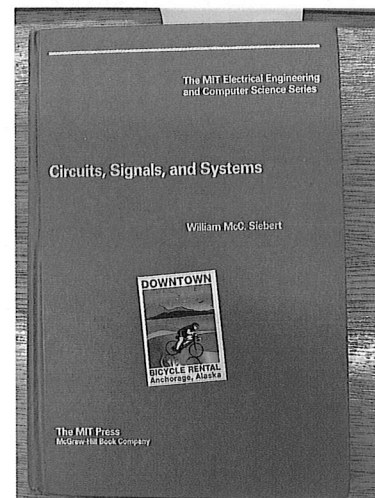 The MIT Electrical Engineering
and Computer Science Series
Circuits, Signals, and Systems
William McC. Siebert
DOWNTOWN
BICYCLE RENTAL
Anchorage, Alaska
The MIT Press
McGraw-Hill Book Company